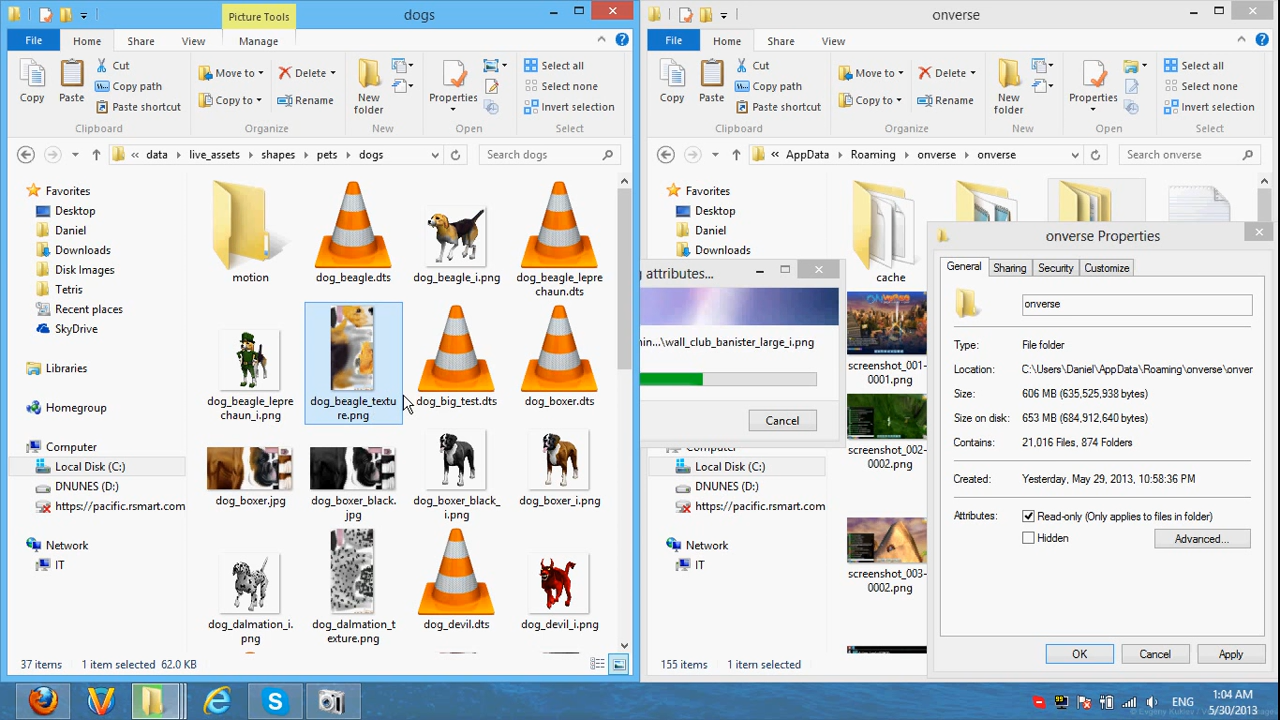 Picture Tools
dogs
File
Home
Share
View
Manage
Copy
Paste
Cut
Copy path
Paste shortcut
Clipboard
Move to
Copy to
Delete
Rename
Organize
New folder
New
Properties
Open
Select all
Select none
Invert selection
Select
data
live_assets
shapes
pets
dogs
Search dogs
Favorites
Desktop
Daniel
Downloads
Disk Images
Tetris
Recent places
SkyDrive
Libraries
Homegroup
Computer
Local Disk (C:)
DNUNES (D:)
https://pacific.rsmart.com
Network
IT
motion
dog_beagle.dts
dog_beagle_i.png
dog_beagle_lepre
chaun.dts
dog_beagle_lepre
chaun_i.png
dog_beagle_textu
re.png
dog_big_test.dts
dog_boxer.dts
dog_boxer.jpg
dog_boxer_black.
jpg
dog_boxer_black_
i.png
dog_boxer_i.png
dog_dalmation_i.
png
dog_dalmation_t
exture.png
dog_devil.dts
dog_devil_i.png
37 items
1 item selected 62.0 KB
onverse
File
Home
Share
View
Copy
Paste
Cut
Copy path
Paste shortcut
Clipboard
Move to
Copy to
Delete
Rename
Organize
New folder
New
Properties
Open
Select all
Select none
Invert selection
Select
AppData
Roaming
onverse
onverse
Search onverse
Favorites
Desktop
Daniel
Downloads
Local Disk (C:)
DNUNES (D:)
https://pacific.rsmart.com
Network
IT
cache
screenshot_001-
0001.png
screenshot_002-
0002.png
screenshot_003-
0002.png
155 items
1 item selected
g attributes...
min...\wall_club_banister_large_i.png
Cancel
onverse Properties
General
Sharing
Security
Customize
onverse
Type:
File folder
Location:
C:\Users\Daniel\AppData\Roaming\onverse\onver
Size:
606 MB (635,525,938 bytes)
Size on disk:
653 MB (684,912,640 bytes)
Contains:
21,016 Files, 874 Folders
Created:
Yesterday, May 29, 2013, 10:58:36 PM
Attributes:
Read-only (Only applies to files in folder)
Hidden
Advanced...
OK
Cancel
Apply
ENG
1:04 AM
5/30/2013